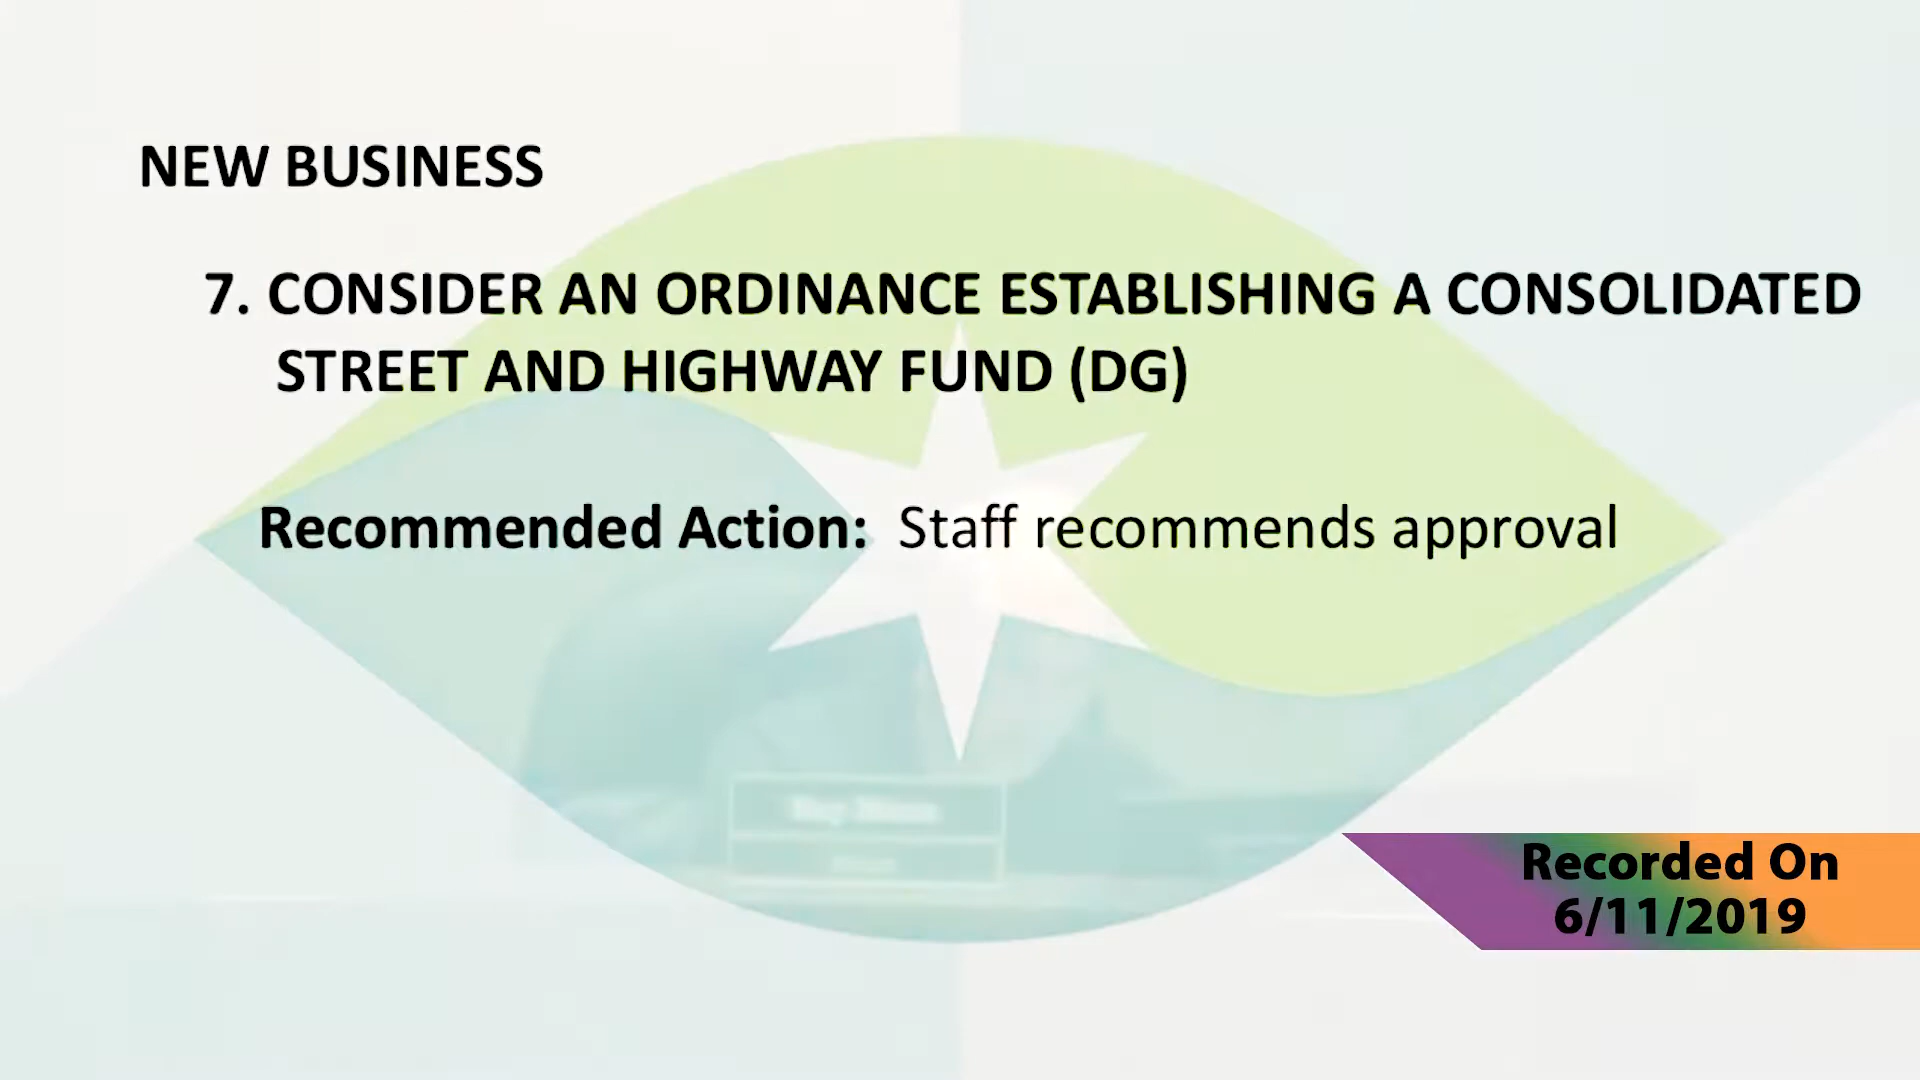 NEW BUSINESS
7. CONSIDER AN ORDINANCE ESTABLISHING A CONSOLIDATED
STREET AND HIGHWAY FUND (DG)
Recommended Action: Staff recommends approval
Recorded On
6/11/2019